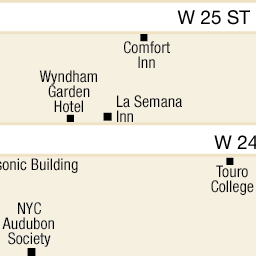 W 25 ST
Comfort
Inn
Wyndham
Garden
Hotel
La Semana
Inn
W 24
sonic Building
Touro
College
NYC
Audubon
Society